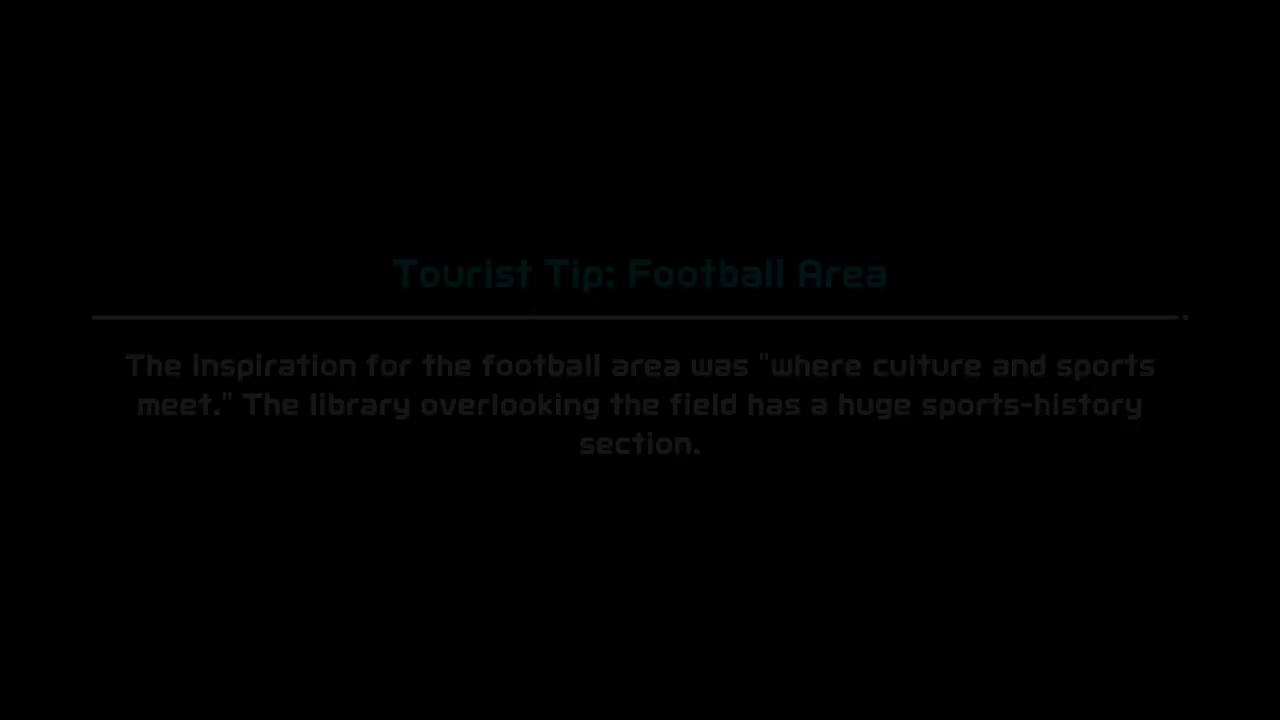 Tourist Tip: Football Area
The inspiration for the football area was "where culture and sports
meet." The library overlooking the field has a huge sports-history
section.